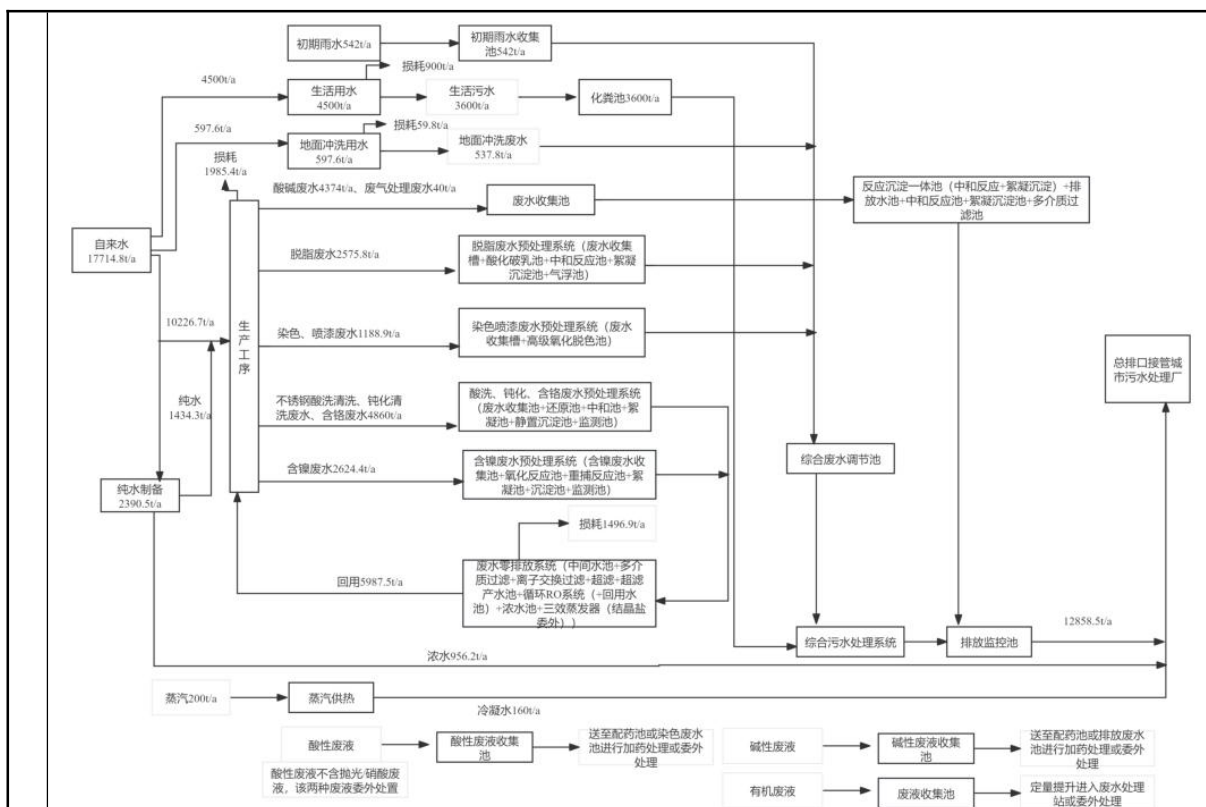 初期雨水542t/a
初期雨水收集
池542t/a
损耗900t/a
4500t/a
生活用水
4500t/a
生活污水
3600t/a
化粪池3600t/a
597.6t/a
损耗59.8t/a
地面冲洗用水
597.6t/a
地面冲洗废水
537.8t/a
损耗
1985.4t/a
酸碱废水4374t/a、废气处理废水40t/a
废水收集池
反应沉淀一体池（中和反应+絮凝沉淀）+排
放水池+中和反应池+絮凝沉淀池+多介质过
滤池
自来水
17714.8t/a
脱脂废水2575.8t/a
脱脂废水预处理系统（废水收集
槽+酸化破乳池+中和反应池+絮凝
沉淀池+气浮池）
10226.7t/a
生产工序
染色、喷漆废水1188.9t/a
染色喷漆废水预处理系统（废水
收集槽+高级氧化脱色池）
总排口接管城
市污水处理厂
纯水
1434.3t/a
不锈钢酸洗清洗、钝化清
洗废水、含铬废水4860t/a
酸洗、钝化、含铬废水预处理系统
（废水收集池+还原池+中和池+絮
凝池+静置沉淀池+监测池）
综合废水调节池
含镍废水2624.4t/a
含镍废水预处理系统（含镍废水收
集池+氧化反应池+重捕反应池+絮
凝池+沉淀池+监测池）
纯水制备
2390.5t/a
损耗1496.9t/a
回用5987.5t/a
废水零排放系统（中间水池+多介
质过滤+离子交换过滤+超滤+超滤
产水池+循环RO系统（+回用水
池）+浓水池+三效蒸发器（结晶盐
委外））
12858.5t/a
综合污水处理系统
排放监控池
浓水956.2t/a
蒸汽200t/a
蒸汽供热
冷凝水160t/a
酸性废液
酸性废液收集
池
送至配药池或染色废水
池进行加药处理或委外
处理
碱性废液
碱性废液收集
池
送至配药池或排放废水
池进行加药处理或委外
处理
酸性废液不含抛光/硝酸废
液，该两种废液委外处置
有机废液
废液收集池
定量提升进入废水处理
站或委外处理